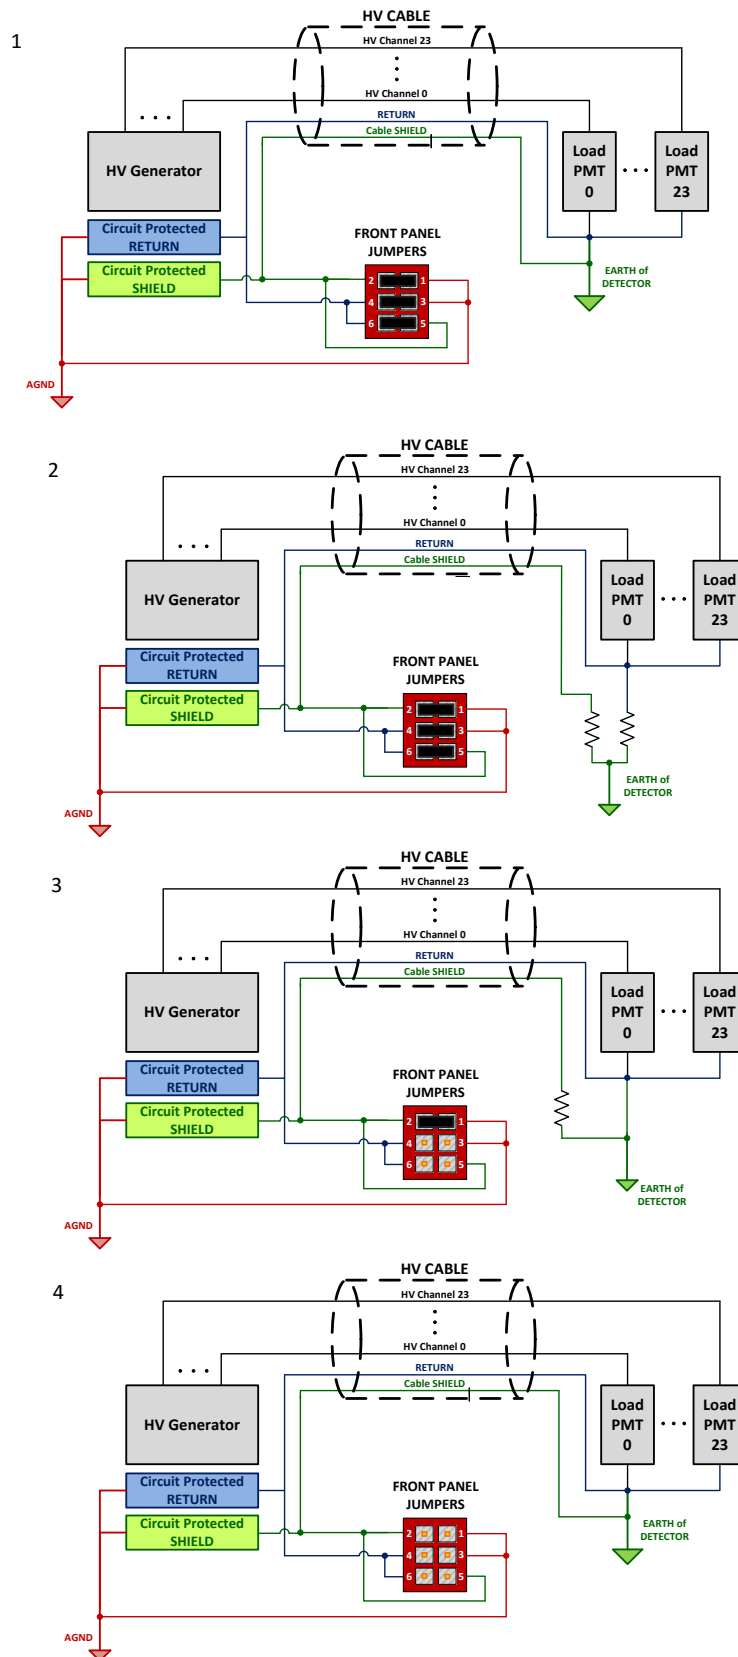 1
HV CABLE
HV Channel 23
HV Channel 0
RETURN
Cable SHIELD
HV Generator
Load
PMT
0
Load
PMT
23
Circuit Protected
RETURN
Circuit Protected
SHIELD
FRONT PANEL
JUMPERS
2 1
4 3
6 5
EARTH of
DETECTOR
AGND
2
HV CABLE
HV Channel 23
HV Channel 0
RETURN
Cable SHIELD
HV Generator
Load
PMT
0
Load
PMT
23
Circuit Protected
RETURN
Circuit Protected
SHIELD
FRONT PANEL
JUMPERS
2 1
4 3
6 5
EARTH of
DETECTOR
AGND
3
HV CABLE
HV Channel 23
HV Channel 0
RETURN
Cable SHIELD
HV Generator
Load
PMT
0
Load
PMT
23
Circuit Protected
RETURN
Circuit Protected
SHIELD
FRONT PANEL
JUMPERS
2 1
4 3
6 5
EARTH of
DETECTOR
AGND
4
HV CABLE
HV Channel 23
HV Channel 0
RETURN
Cable SHIELD
HV Generator
Load
PMT
0
Load
PMT
23
Circuit Protected
RETURN
Circuit Protected
SHIELD
FRONT PANEL
JUMPERS
2 1
4 3
6 5
EARTH of
DETECTOR
AGND